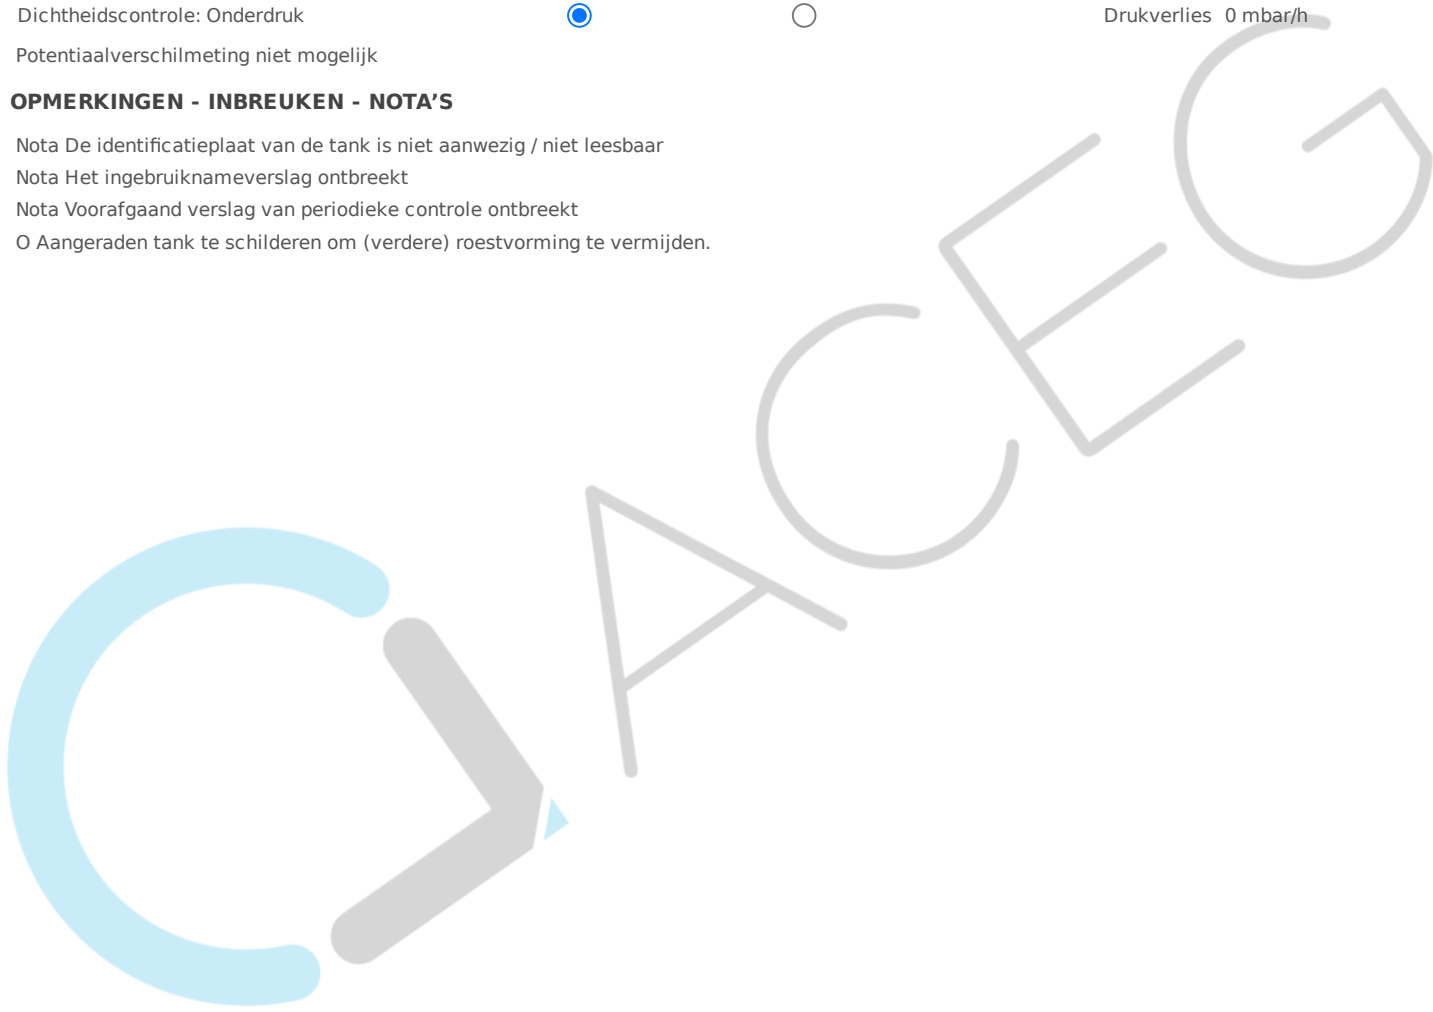 Dichtheidscontrole: Onderdruk Drukverlies 0 mbar/h
Potentiaalverschilmeting niet mogelijk
OPMERKINGEN - INBREUKEN - NOTA’S
Nota De identificatieplaat van de tank is niet aanwezig / niet leesbaar
Nota Het ingebruiknameverslag ontbreekt
Nota Voorafgaand verslag van periodieke controle ontbreekt
O Aangeraden tank te schilderen om (verdere) roestvorming te vermijden.
ACEG